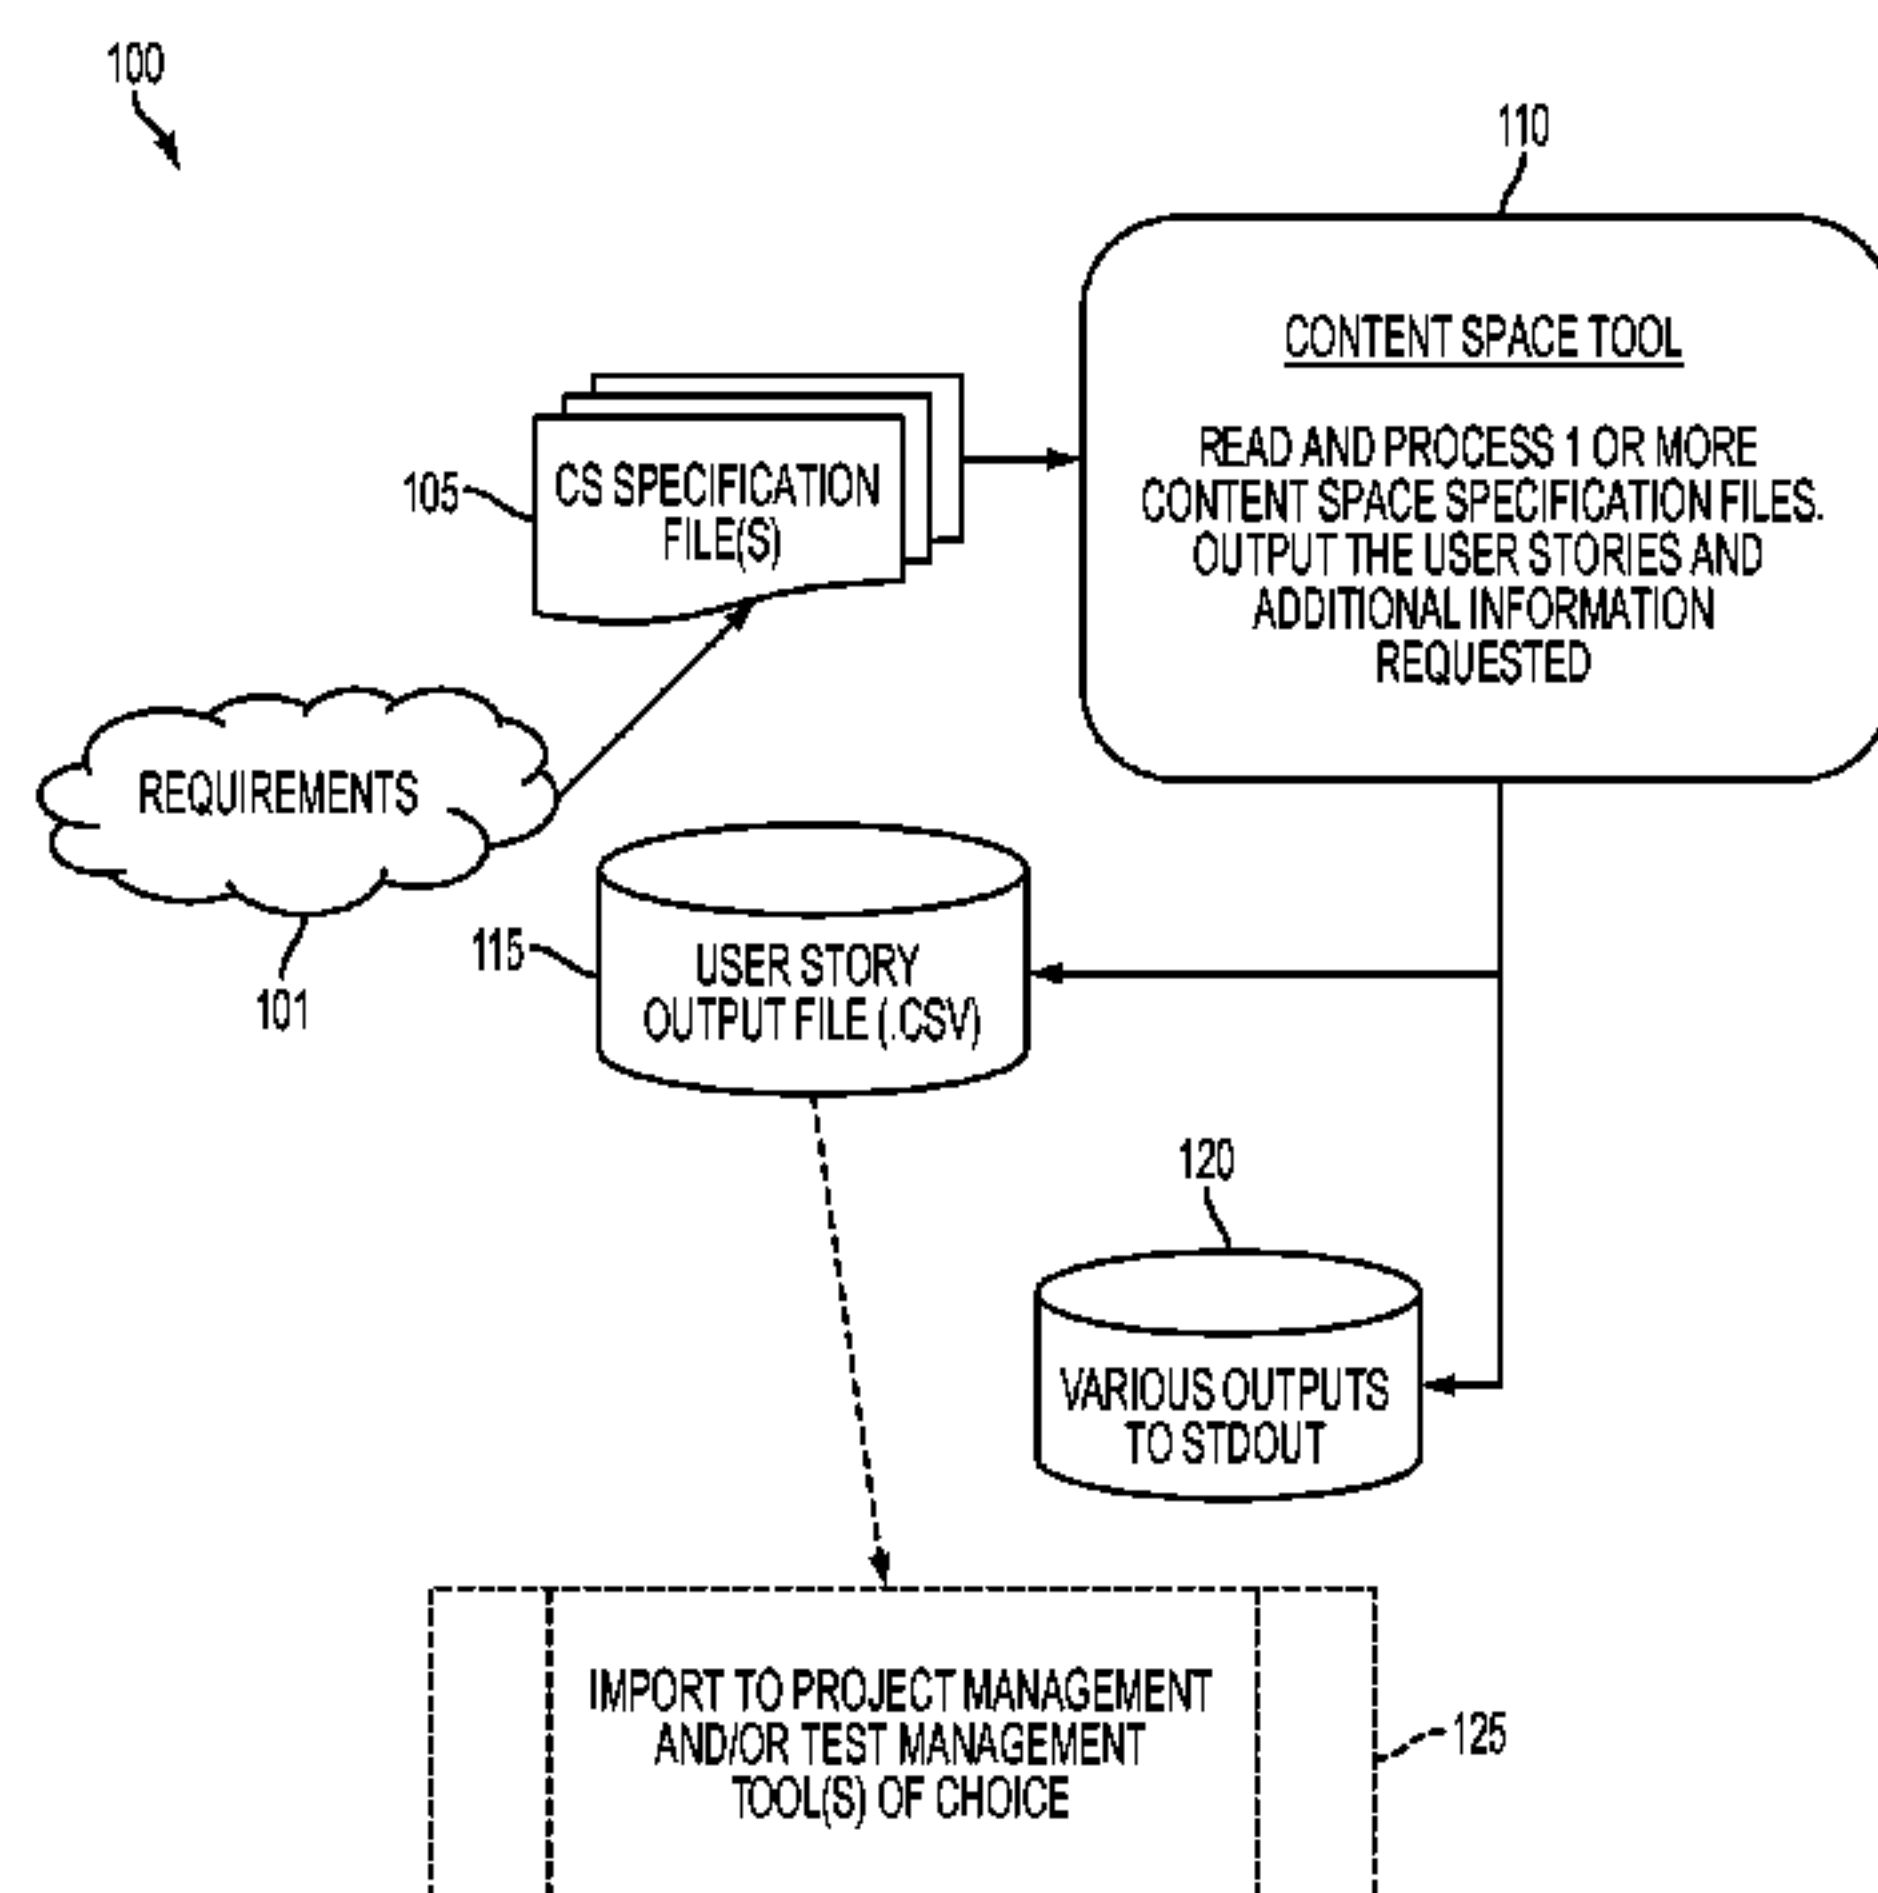 100
110
CONTENT SPACE TOOL
READ AND PROCESS 1 OR MORE
CONTENT SPACE SPECIFICATION FILES.
OUTPUT THE USER STORIES AND
ADDITIONAL INFORMATION
REQUESTED
105
CS SPECIFICATION
FILE(S)
REQUIREMENTS
101
115
USER STORY
OUTPUT FILE (.CSV)
120
VARIOUS OUTPUTS
TO STDOUT
IMPORT TO PROJECT MANAGEMENT
AND/OR TEST MANAGEMENT
TOOL(S) OF CHOICE
125